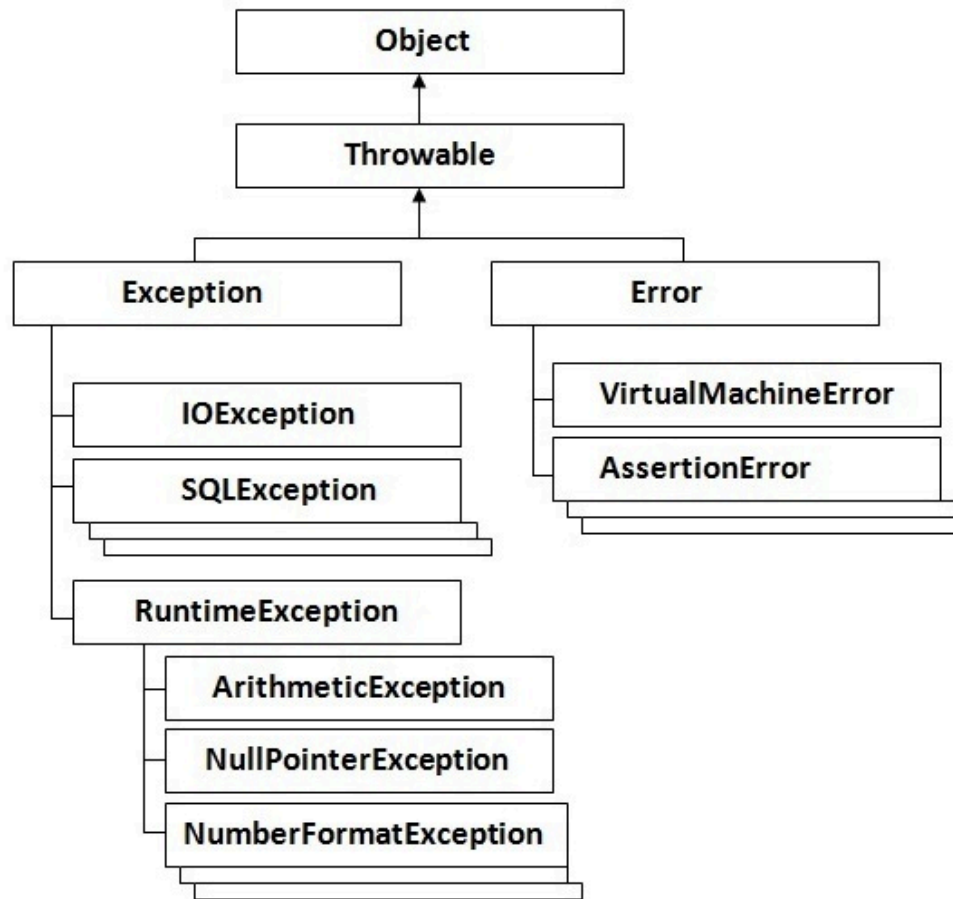 Object
Throwable
Exception
Error
IOException
SQLException
RuntimeException
ArithmeticException
NullPointerException
NumberFormatException
VirtualMachineError
AssertionError